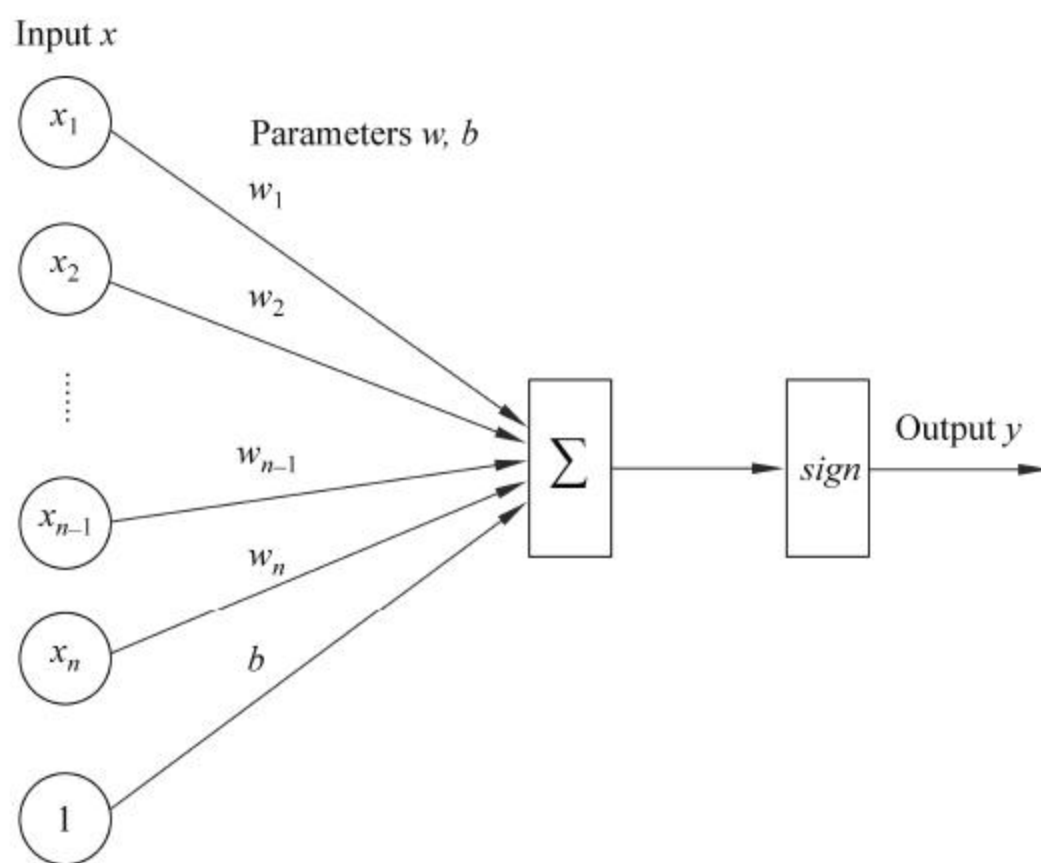 Input x
x₁
Parameters w, b
w₁
x₂
w₂
Output y
wₙ₋₁
∑
sign
xₙ₋₁
wₙ
xₙ
b
1